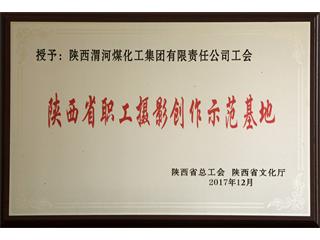 授予：陕西渭河煤化工集团有限责任公司工会
陕西省职工摄影创作示范基地
陕西省总工会 陕西省文化厅
2017年12月